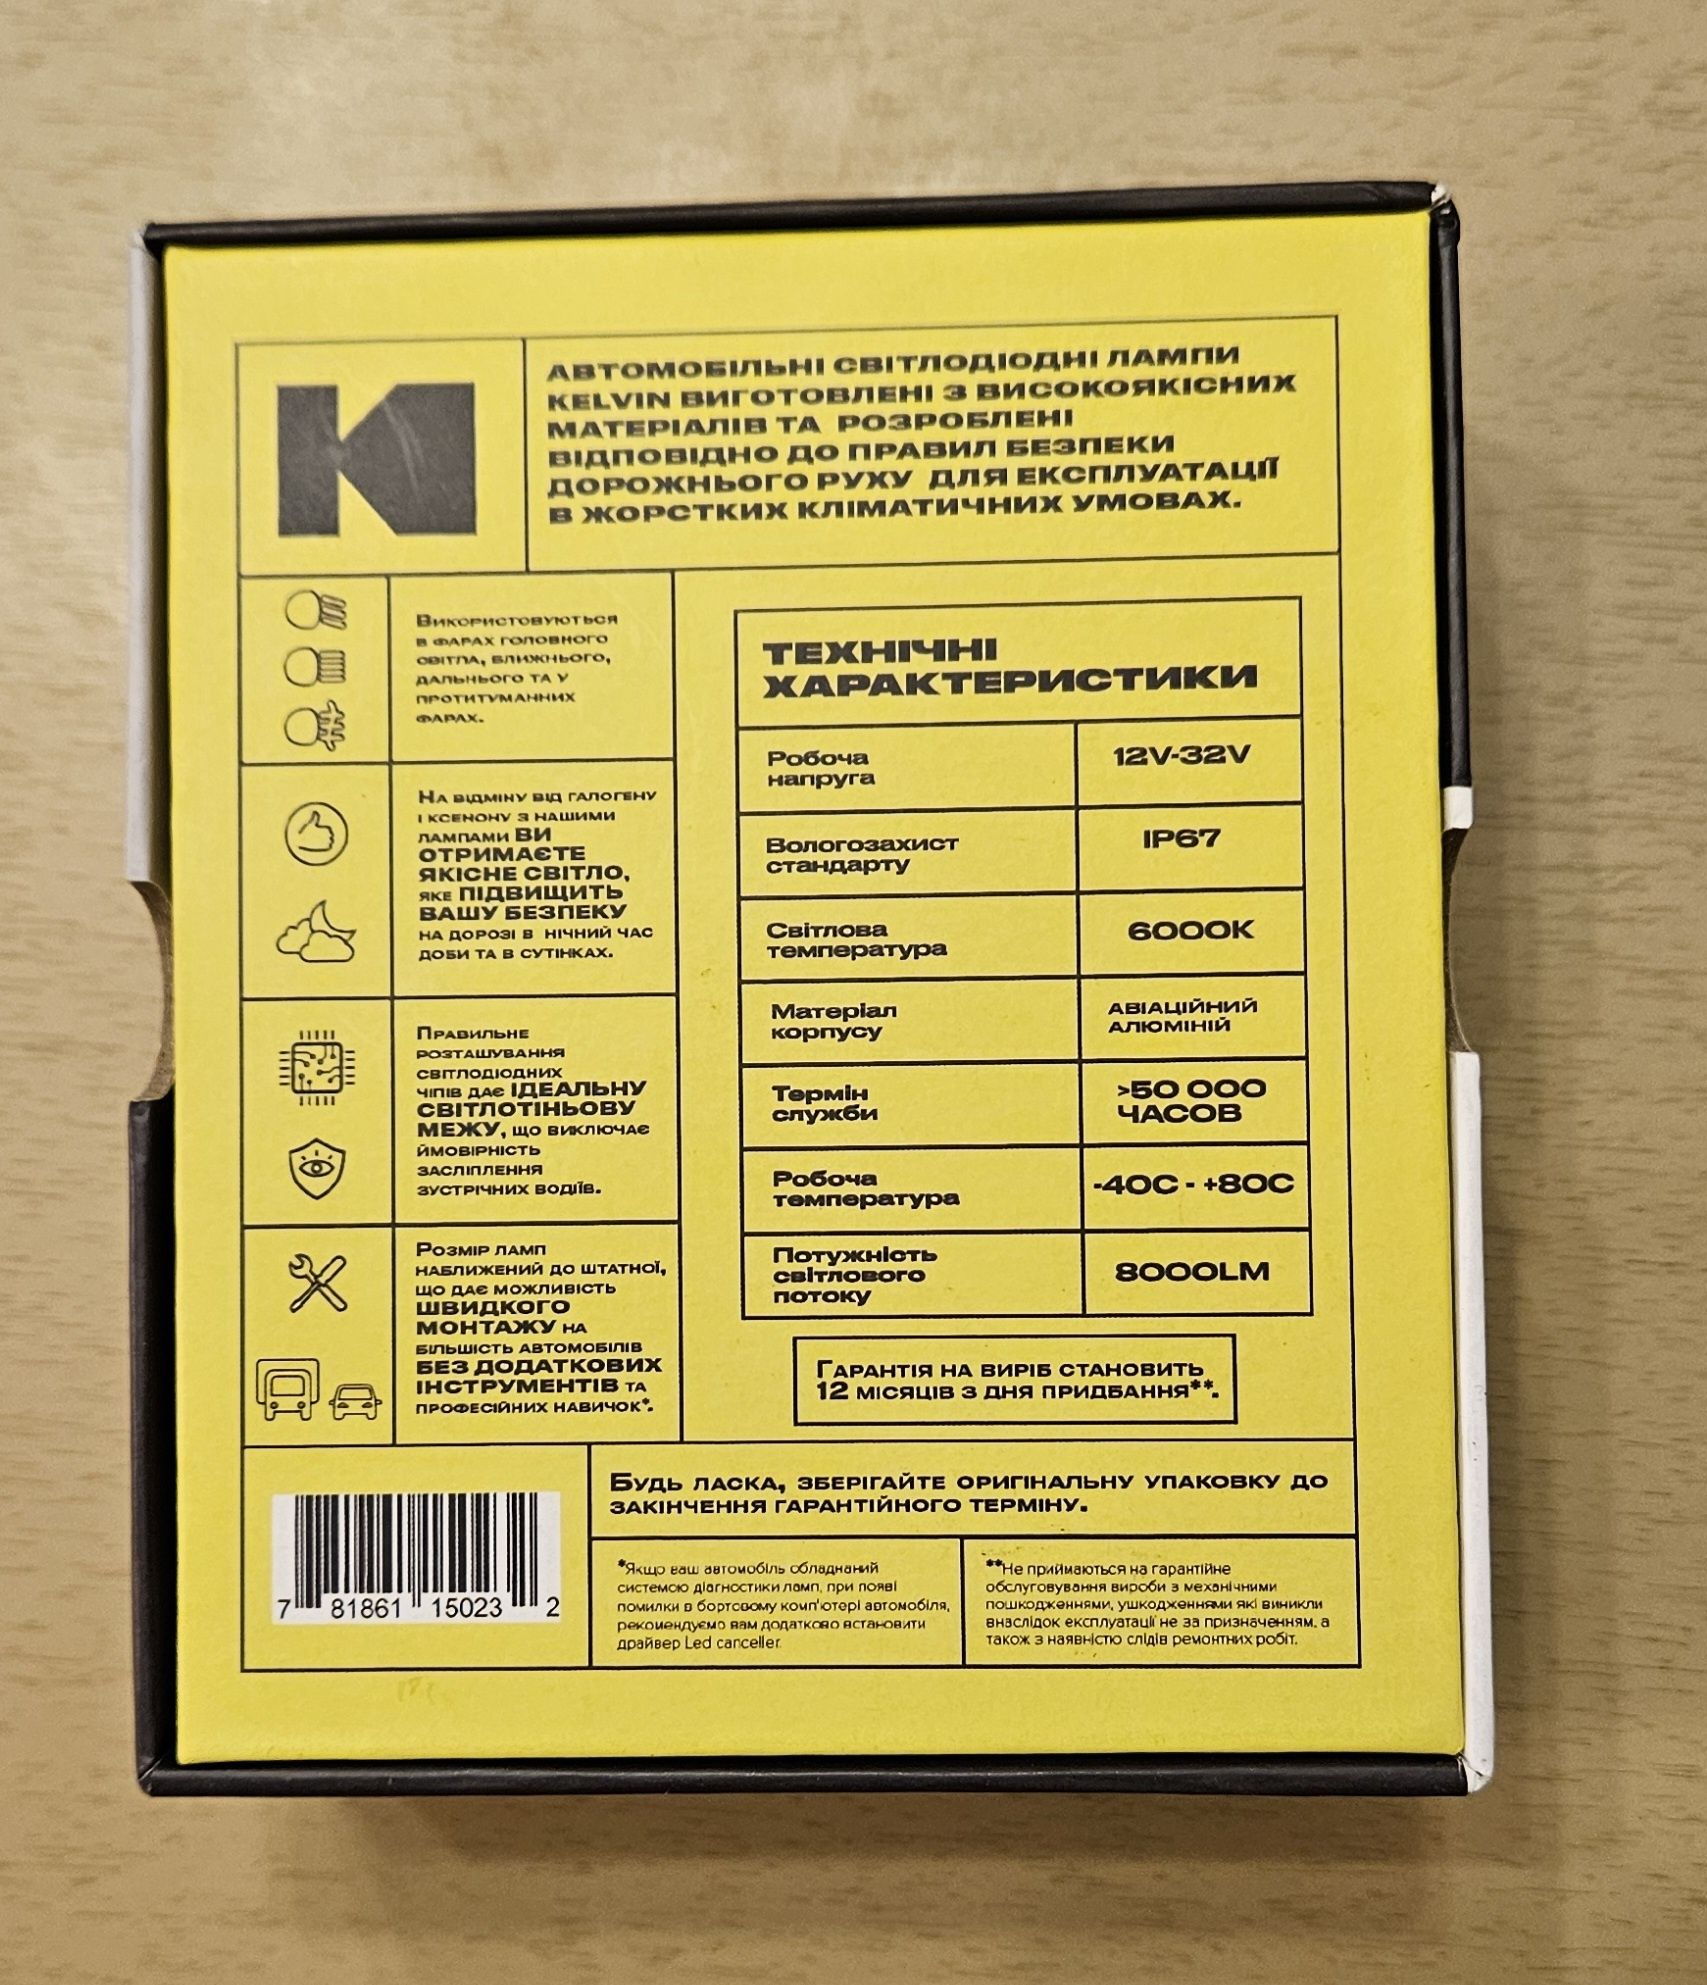 АВТОМОБІЛЬНІ СВІТЛОДІОДНІ ЛАМПИ
KELVIN ВИГОТОВЛЕНІ З ВИСОКОЯКІСНИХ
МАТЕРІАЛІВ ТА РОЗРОБЛЕНІ
ВІДПОВІДНО ДО ПРАВИЛ БЕЗПЕКИ
ДОРОЖНЬОГО РУХУ ДЛЯ ЕКСПЛУАТАЦІЇ
В ЖОРСТКИХ КЛІМАТИЧНИХ УМОВАХ.
Використовуються
в фарах головного
світла, ближнього,
дальнього та у
протитуманних
фарах.
На відміну від галогену
і ксенону з нашими
лампами ВИ
ОТРИМАЄТЕ
ЯКІСНЕ СВІТЛО,
яке ПІДВИЩИТЬ
ВАШУ БЕЗПЕКУ
на дорозі в нічний час
доби та в сутінках.
Правильне
розташування
світлодіодних
чіпів дає ІДЕАЛЬНУ
СВІТЛОТІНЬОВУ
МЕЖУ, що виключає
ймовірність
засліплення
зустрічних водіїв.
Розмір ламп
наближений до штатної,
що дає можливість
ШВИДКОГО
МОНТАЖУ на
більшість автомобілів
БЕЗ ДОДАТКОВИХ
ІНСТРУМЕНТІВ та
професійних навичок*.
ТЕХНІЧНІ
ХАРАКТЕРИСТИКИ
Робоча
напруга
12V-32V
Вологозахист
стандарту
IP67
Світлова
температура
6000K
Матеріал
корпусу
АВІАЦІЙНИЙ
АЛЮМІНІЙ
Термін
служби
>50 000
ЧАСОВ
Робоча
температура
-40C - +80C
Потужність
світлового
потоку
8000LM
Гарантія на виріб становить
12 місяців з дня придбання**.
Будь ласка, зберігайте оригінальну упаковку до
закінчення гарантійного терміну.
7 81861 15023 2
*Якщо ваш автомобіль обладнаний
системою діагностики ламп, при появі
помилки в бортовому комп'ютері автомобіля,
рекомендуємо вам додатково встановити
драйвер Led canceller.
**Не приймаються на гарантійне
обслуговування вироби з механічними
пошкодженнями, ушкодженнями які виникли
внаслідок експлуатації не за призначенням, а
також з наявністю слідів ремонтних робіт.